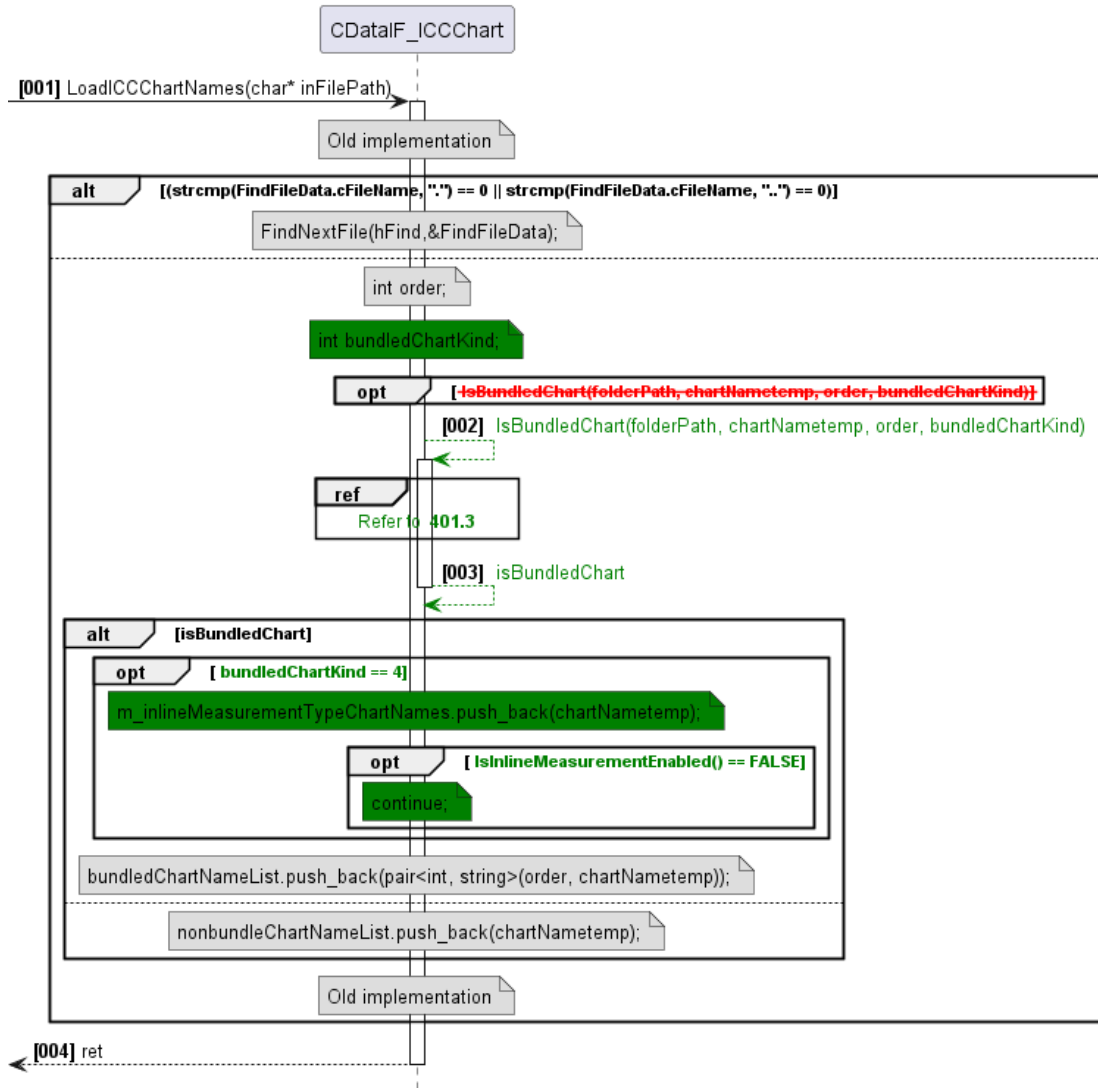 CDataIF_ICCChart
[001] LoadICCChartNames(char* inFilePath)
Old implementation
alt [(strcmp(FindFileData.cFileName, ".") == 0 || strcmp(FindFileData.cFileName, "..") == 0)]
FindNextFile(hFind,&FindFileData);
int order;
int bundledChartKind;
opt [ IsBundledChart(folderPath, chartNametemp, order, bundledChartKind)]
[002] IsBundledChart(folderPath, chartNametemp, order, bundledChartKind)
ref
Refer to 401.3
[003] isBundledChart
alt [isBundledChart]
opt [ bundledChartKind == 4]
m_inlineMeasurementTypeChartNames.push_back(chartNametemp);
opt [ IsInlineMeasurementEnabled() == FALSE]
continue;
bundledChartNameList.push_back(pair<int, string>(order, chartNametemp));
nonbundleChartNameList.push_back(chartNametemp);
Old implementation
[004] ret